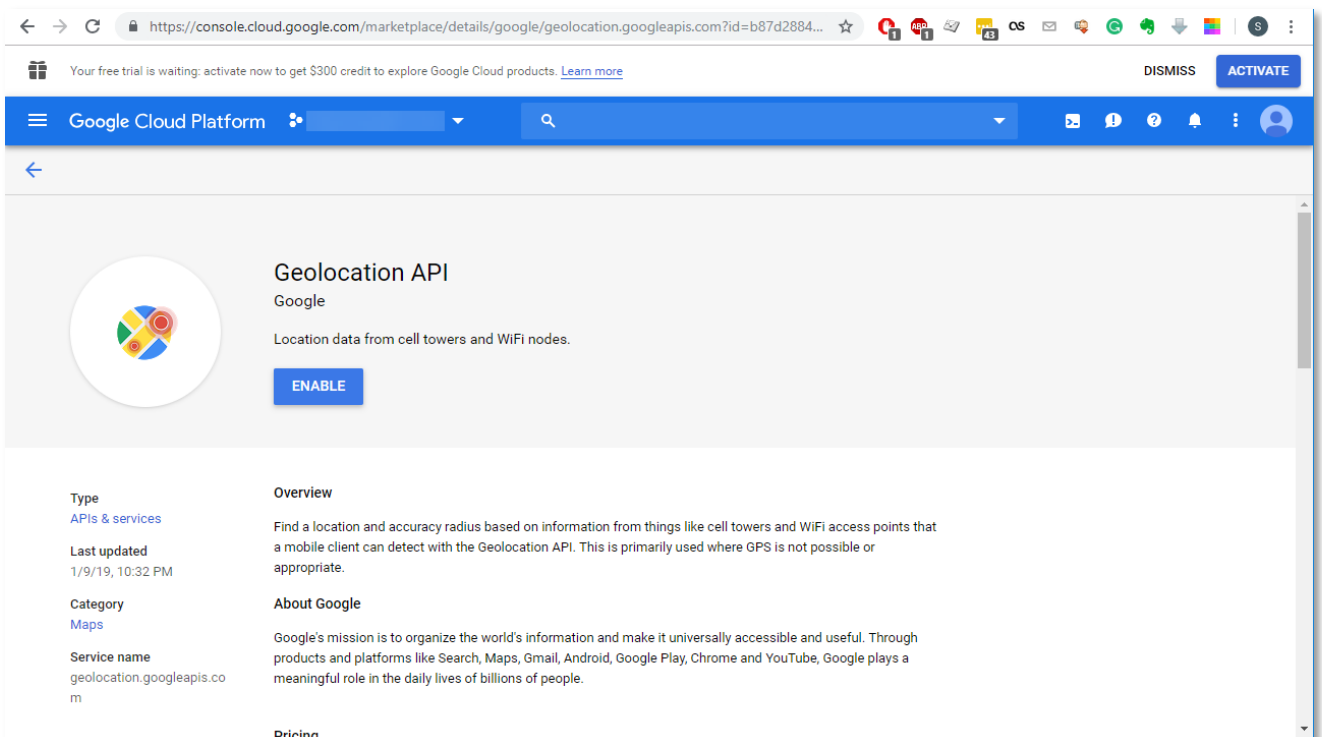 https://console.cloud.google.com/marketplace/details/google/geolocation.googleapis.com?id=b87d2884...
1
ABP
1
43
S
Your free trial is waiting: activate now to get $300 credit to explore Google Cloud products. Learn more
DISMISS
ACTIVATE
Google Cloud Platform
Geolocation API
Google
Location data from cell towers and WiFi nodes.
ENABLE
Type
APIs & services
Last updated
1/9/19, 10:32 PM
Category
Maps
Service name
geolocation.googleapis.co
m
Overview
Find a location and accuracy radius based on information from things like cell towers and WiFi access points that
a mobile client can detect with the Geolocation API. This is primarily used where GPS is not possible or
appropriate.
About Google
Google's mission is to organize the world's information and make it universally accessible and useful. Through
products and platforms like Search, Maps, Gmail, Android, Google Play, Chrome and YouTube, Google plays a
meaningful role in the daily lives of billions of people.
Pricing